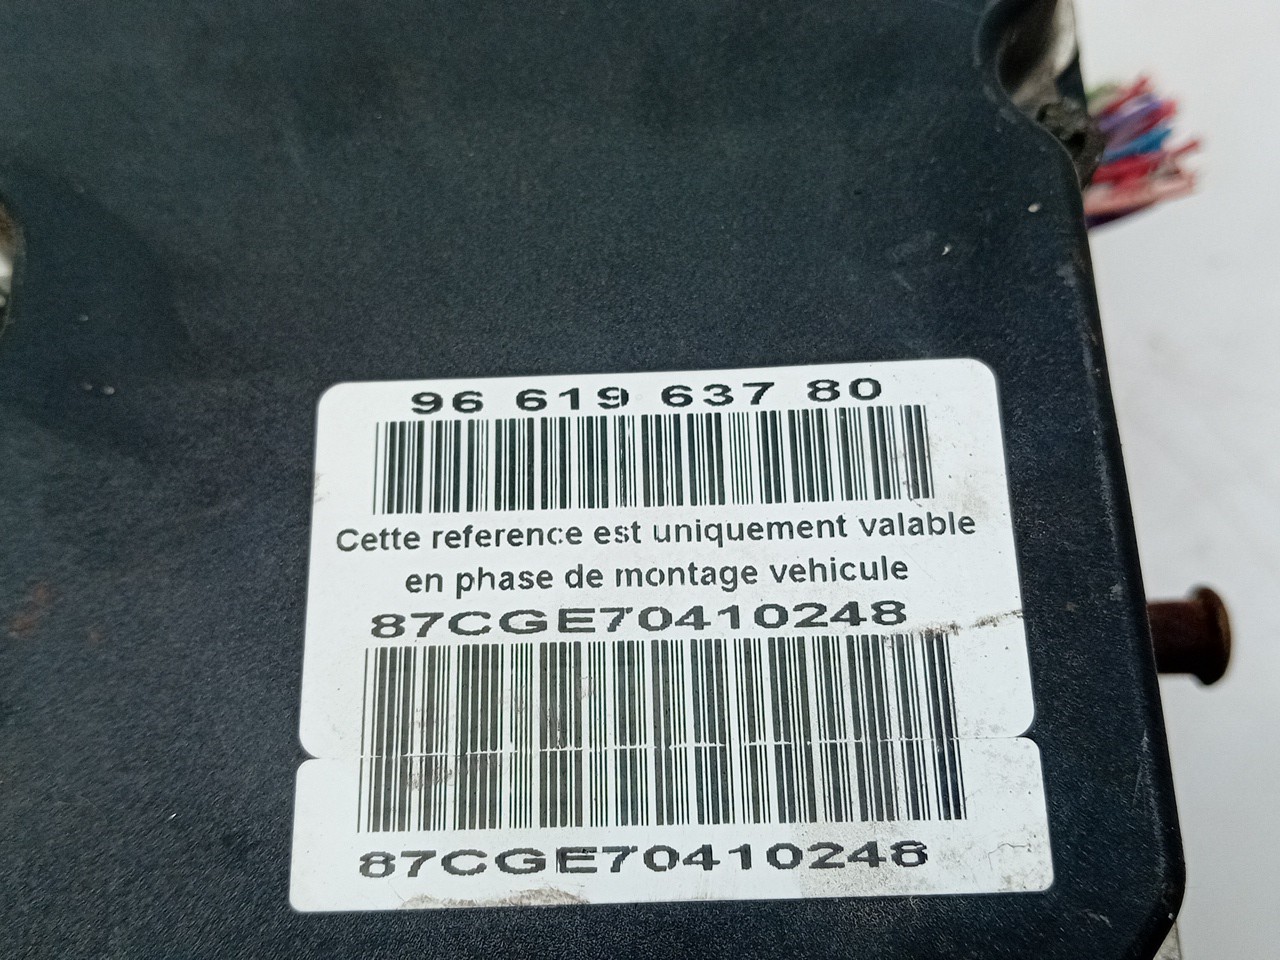 96 619 637 80
Cette reference est uniquement valable
en phase de montage vehicule
87CGE70410248
87CGE70410248